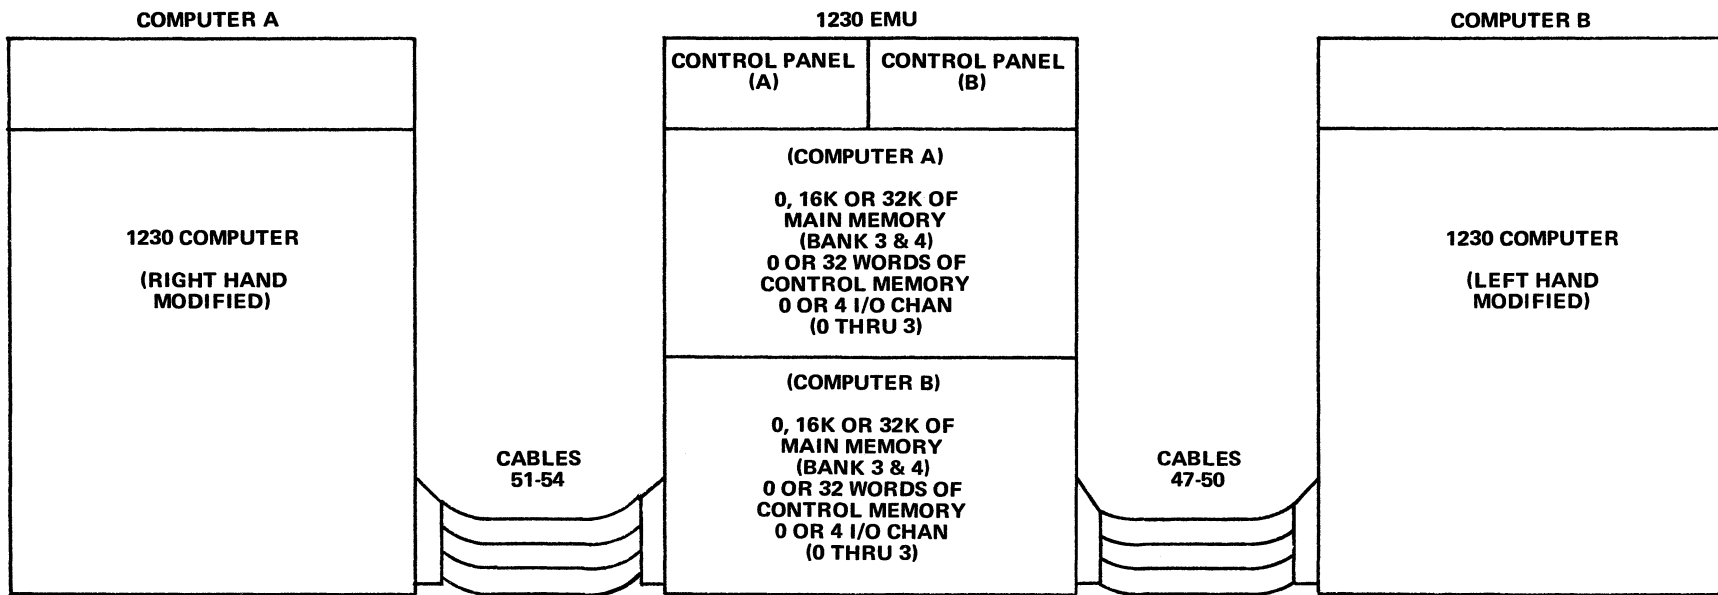 COMPUTER A
1230 EMU
COMPUTER B
CONTROL PANEL
(A)
CONTROL PANEL
(B)
1230 COMPUTER
(RIGHT HAND
MODIFIED)
(COMPUTER A)
0, 16K OR 32K OF
MAIN MEMORY
(BANK 3 & 4)
0 OR 32 WORDS OF
CONTROL MEMORY
0 OR 4 I/O CHAN
(0 THRU 3)
1230 COMPUTER
(LEFT HAND
MODIFIED)
(COMPUTER B)
0, 16K OR 32K OF
MAIN MEMORY
(BANK 3 & 4)
0 OR 32 WORDS OF
CONTROL MEMORY
0 OR 4 I/O CHAN
(0 THRU 3)
CABLES
51-54
CABLES
47-50